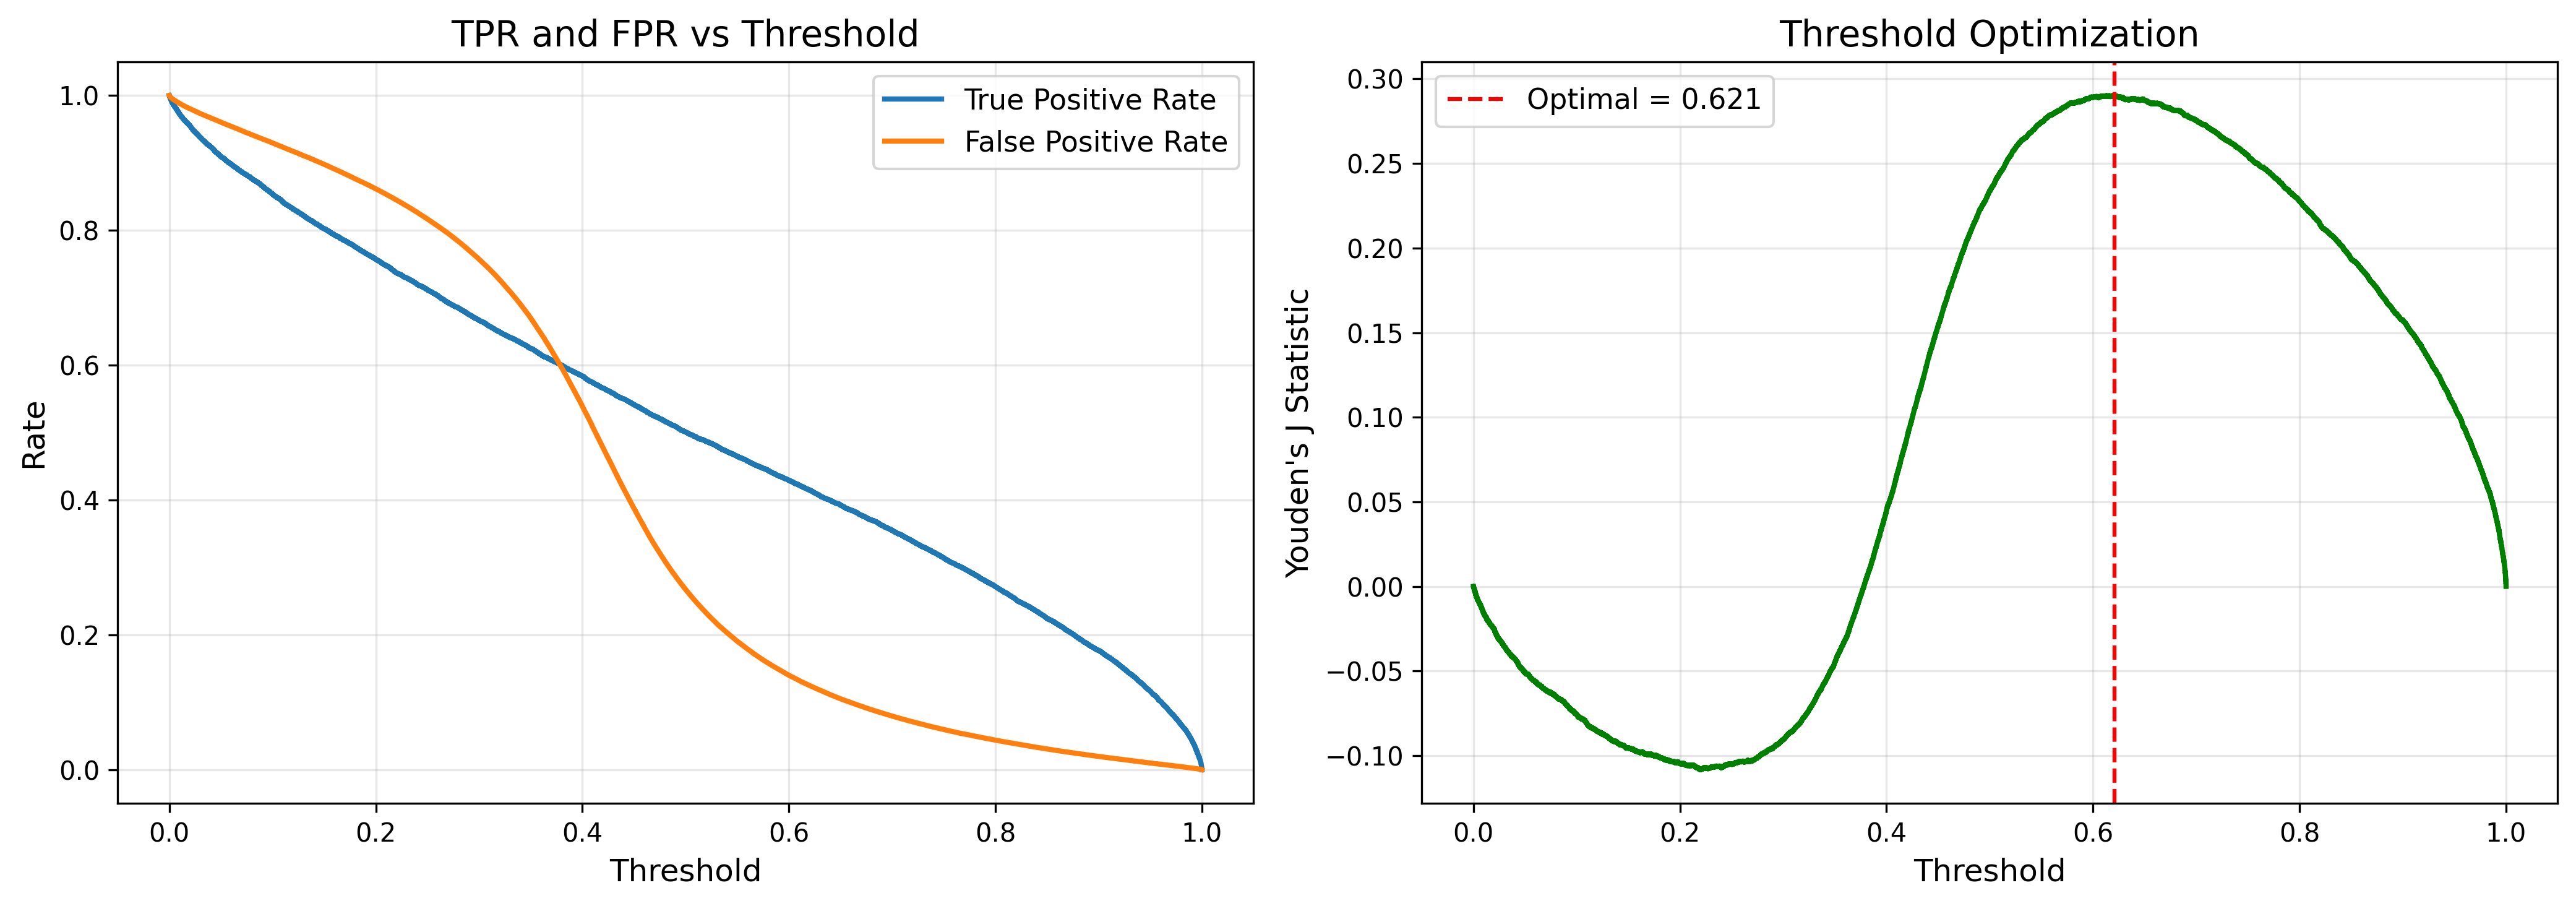 TPR and FPR vs Threshold
True Positive Rate
False Positive Rate
Rate
1.0
0.8
0.6
0.4
0.2
0.0
0.0 0.2 0.4 0.6 0.8 1.0
Threshold
Threshold Optimization
Optimal = 0.621
Youden's J Statistic
0.30
0.25
0.20
0.15
0.10
0.05
0.00
−0.05
−0.10
0.0 0.2 0.4 0.6 0.8 1.0
Threshold